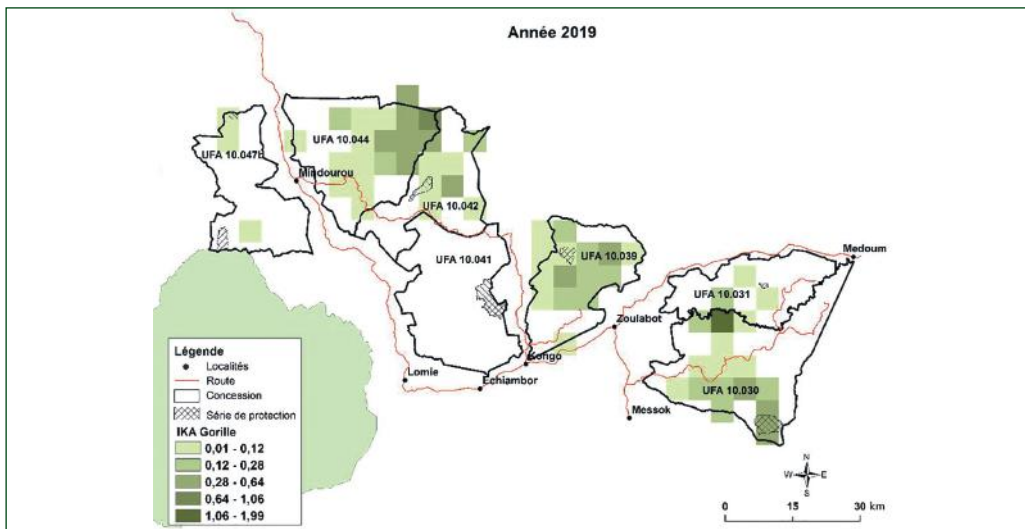 Année 2019
UFA 10.044
UFA 10.047b
Mindourou
UFA 10.042
UFA 10.041
UFA 10.039
Medoum
UFA 10.031
Zoulabot
Kongo
Lomie
Echiambor
UFA 10.030
Messok
Légende
Localités
Route
Concession
Série de protection
IKA Gorille
0,01 - 0,12
0,12 - 0,28
0,28 - 0,64
0,64 - 1,06
1,06 - 1,99
N
W E
S
0 15 30 km